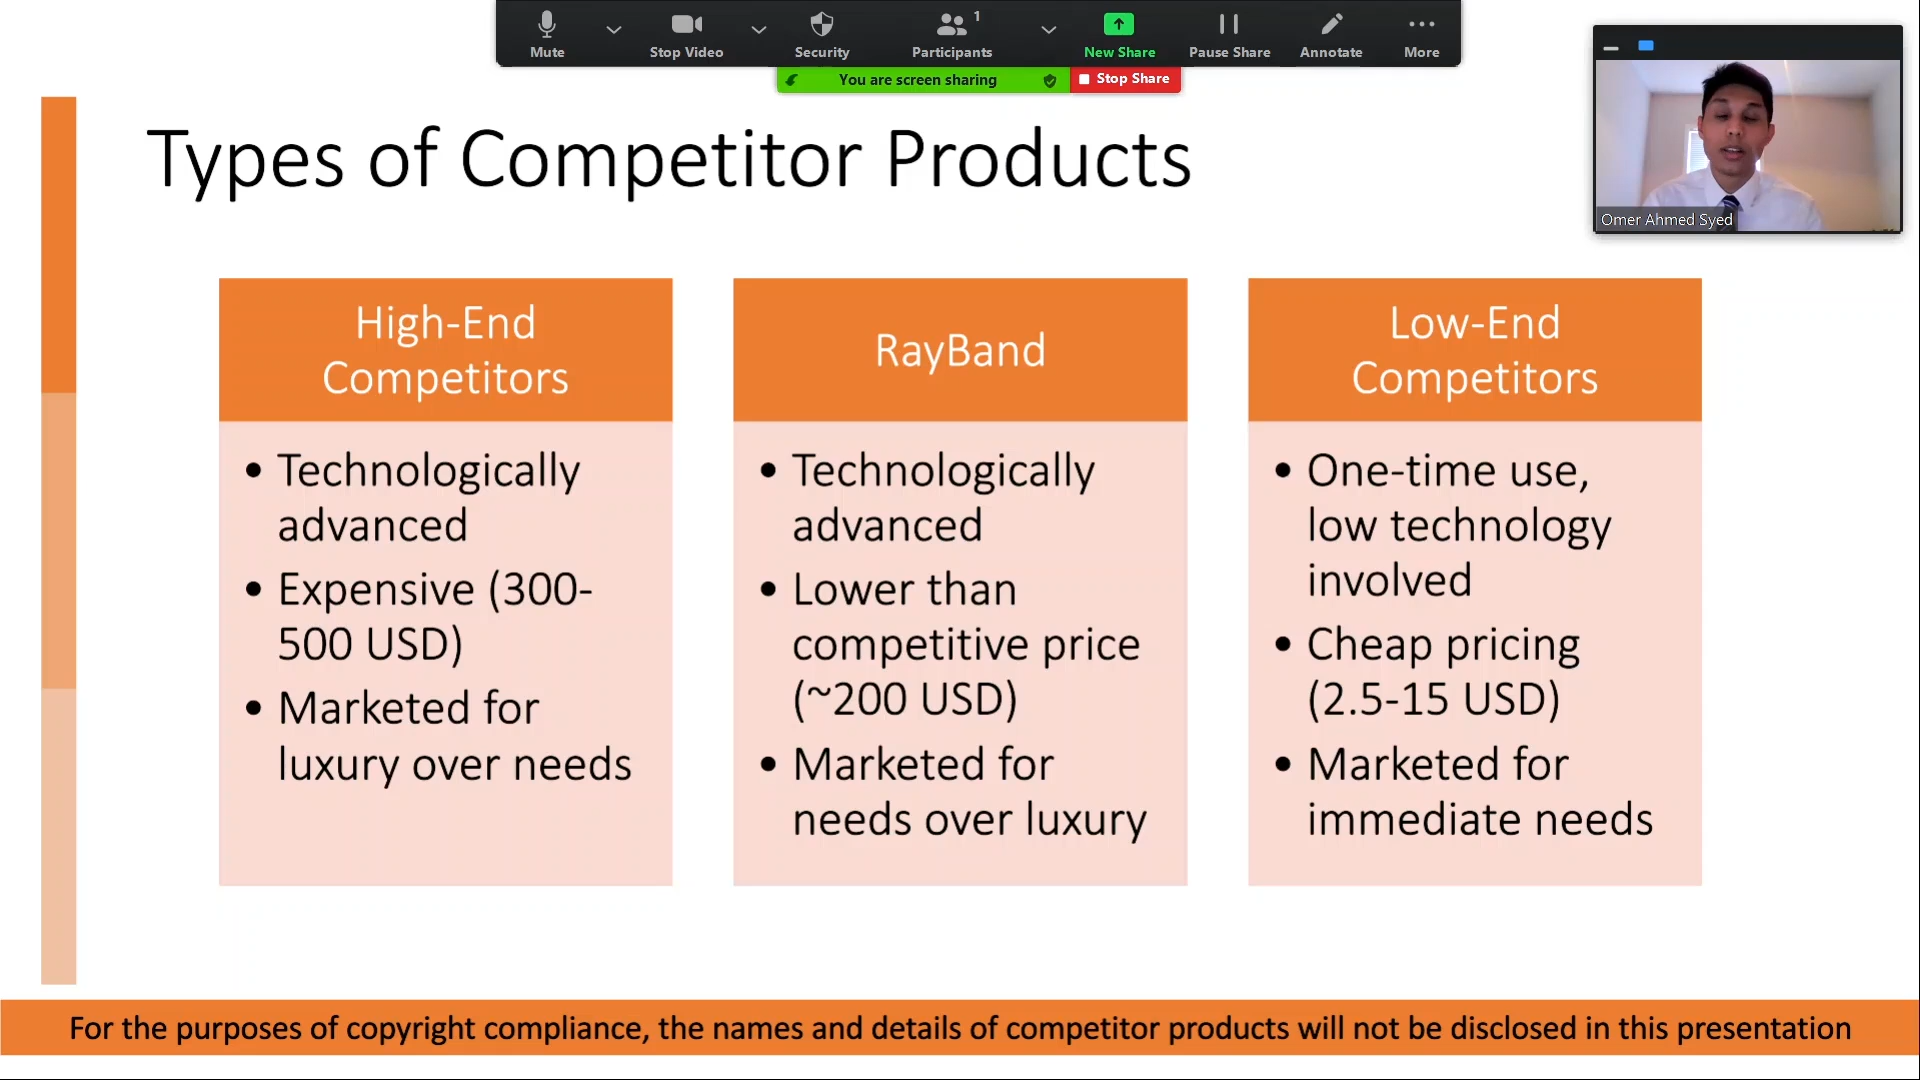 Mute
Stop Video
Security
Participants
1
New Share
Pause Share
Annotate
More
You are screen sharing
Stop Share
Omer Ahmed Syed
Types of Competitor Products
High-End
Competitors
• Technologically
advanced
• Expensive (300-
500 USD)
• Marketed for
luxury over needs
RayBand
• Technologically
advanced
• Lower than
competitive price
(~200 USD)
• Marketed for
needs over luxury
Low-End
Competitors
• One-time use,
low technology
involved
• Cheap pricing
(2.5-15 USD)
• Marketed for
immediate needs
For the purposes of copyright compliance, the names and details of competitor products will not be disclosed in this presentation